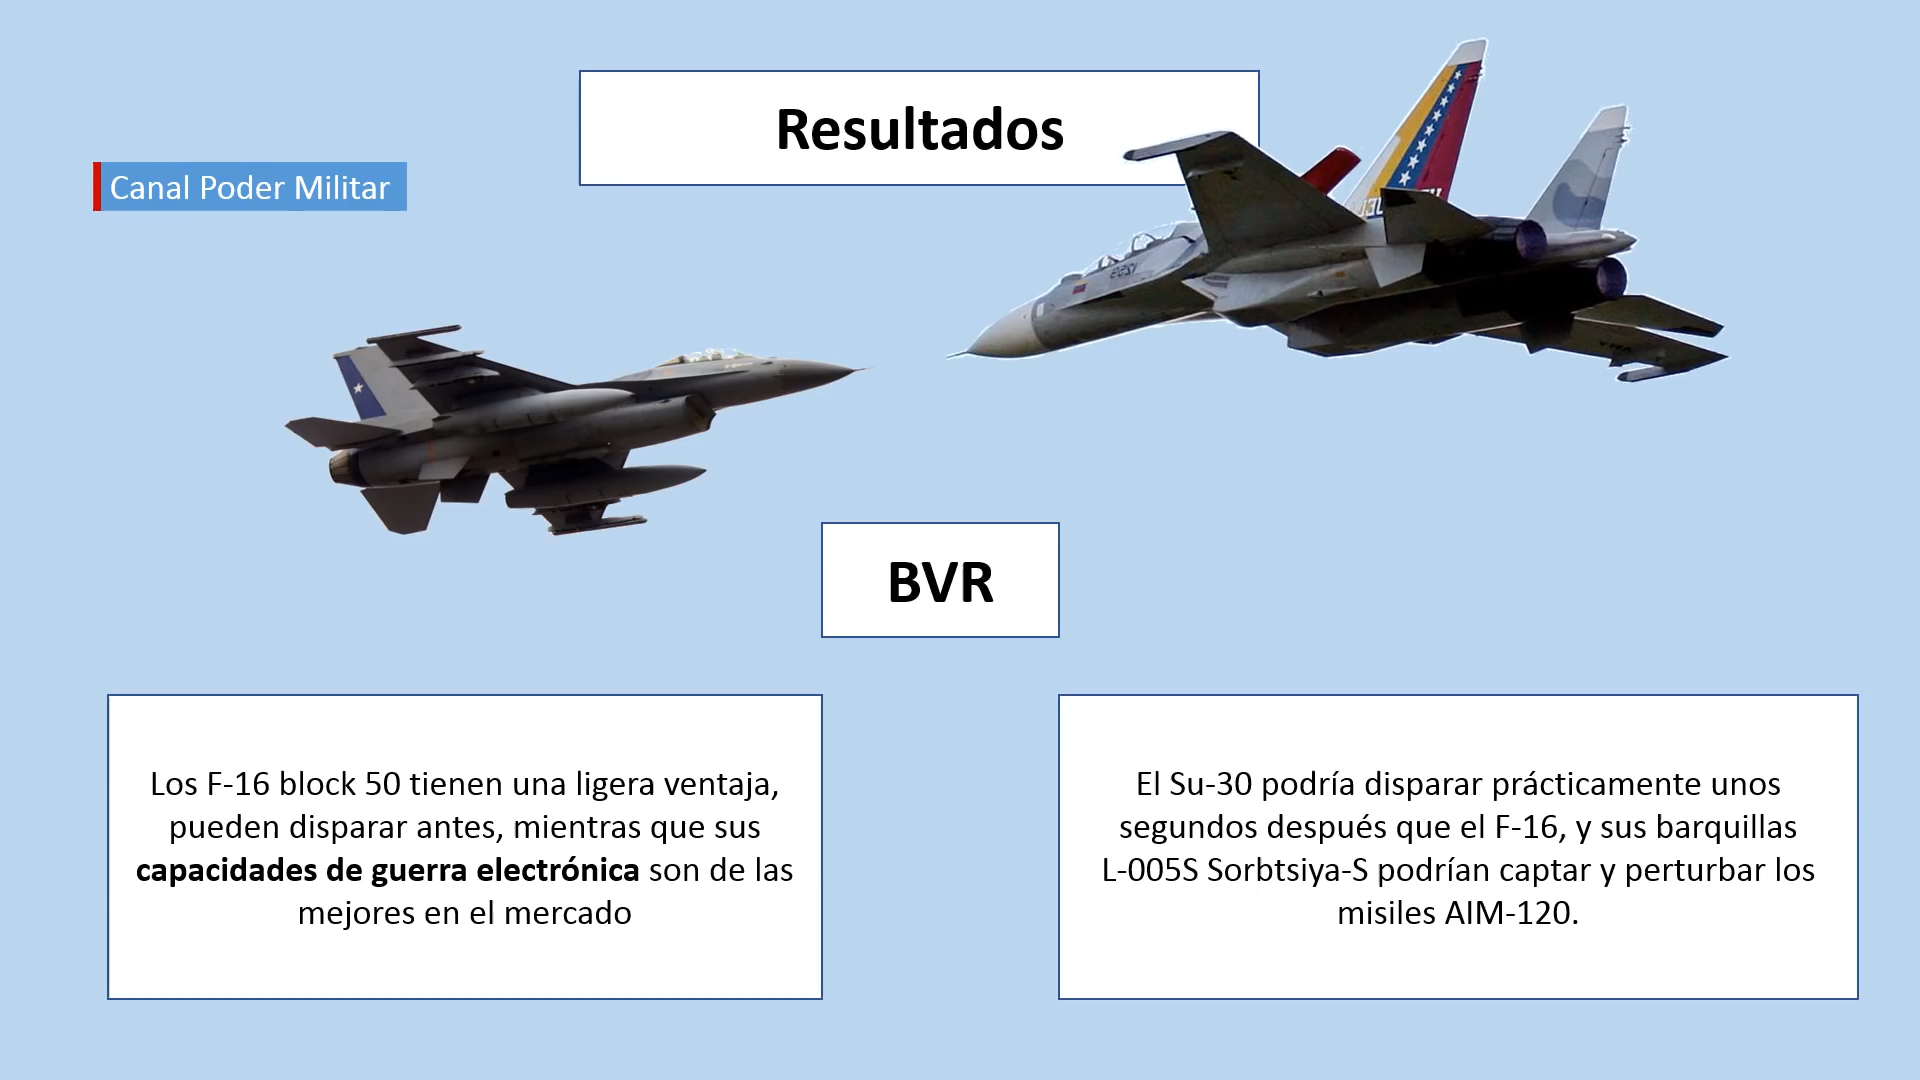 Resultados
Canal Poder Militar
BVR
Los F-16 block 50 tienen una ligera ventaja,
pueden disparar antes, mientras que sus
capacidades de guerra electrónica son de las
mejores en el mercado
El Su-30 podría disparar prácticamente unos
segundos después que el F-16, y sus barquillas
L-005S Sorbtsiya-S podrían captar y perturbar los
misiles AIM-120.